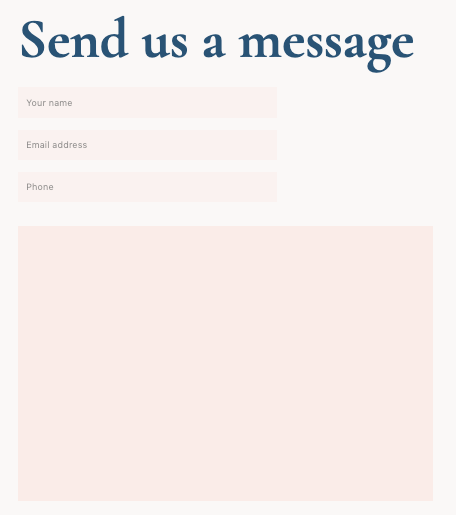 Send us a message
Your name
Email address
Phone